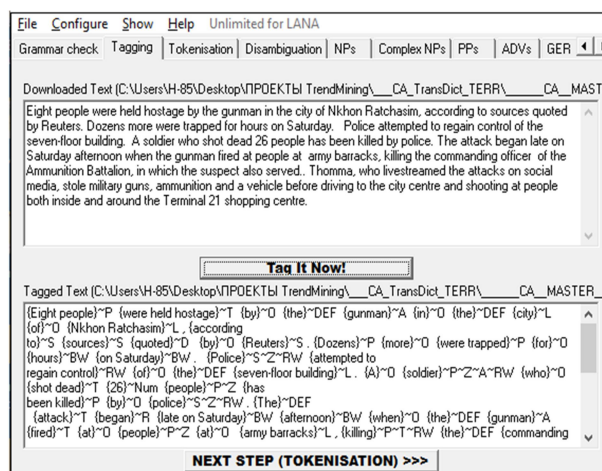 File Configure Show Help Unlimited for LANA
Grammar check Tagging Tokenisation Disambiguation NPs Complex NPs PPs ADVs GER
Downloaded Text (C:\Users\H-85\Desktop\ПРОЕКТЫ TrendMining\___CA_TransDict_TERR\______CA__MAST
Eight people were held hostage by the gunman in the city of Nkhon Ratchasim, according to sources quoted
by Reuters. Dozens more were trapped for hours on Saturday. Police attempted to regain control of the
seven-floor building. A soldier who shot dead 26 people has been killed by police. The attack began late on
Saturday afternoon when the gunman fired at people at army barracks, killing the commanding officer of the
Ammunition Battalion, in which the suspect also served.. Thomma, who livestreamed the attacks on social
media, stole military guns, ammunition and a vehicle before driving to the city centre and shooting at people
both inside and around the Terminal 21 shopping centre.
Tag It Now!
Tagged Text (C:\Users\H-85\Desktop\ПРОЕКТЫ TrendMining\___CA_TransDict_TERR\______CA__MASTER_
{Eight people}~P {were held hostage}~T {by}~O {the}~DEF {gunman}~A {in}~O {the}~DEF {city}~L
{of}~O {Nkhon Ratchasim}~L , {according
to}~S {sources}~S {quoted}~D {by}~O {Reuters}~S . {Dozens}~P {more}~O {were trapped}~P {for}~O
{hours}~BW {on Saturday}~BW . {Police}~S~Z~RW {attempted to
regain control}~RW {of}~O {the}~DEF {seven-floor building}~L . {A}~O {soldier}~P~Z~A~RW {who}~O
{shot dead}~T {26}~Num {people}~P~Z {has
been killed}~P {by}~O {police}~S~Z~RW . {The}~DEF
{attack}~T {began}~R {late on Saturday}~BW {afternoon}~BW {when}~O {the}~DEF {gunman}~A
{fired}~T {at}~O {people}~P~Z {at}~O {army barracks}~L , {killing}~P~T~RW {the}~DEF {commanding
NEXT STEP (TOKENISATION) >>>